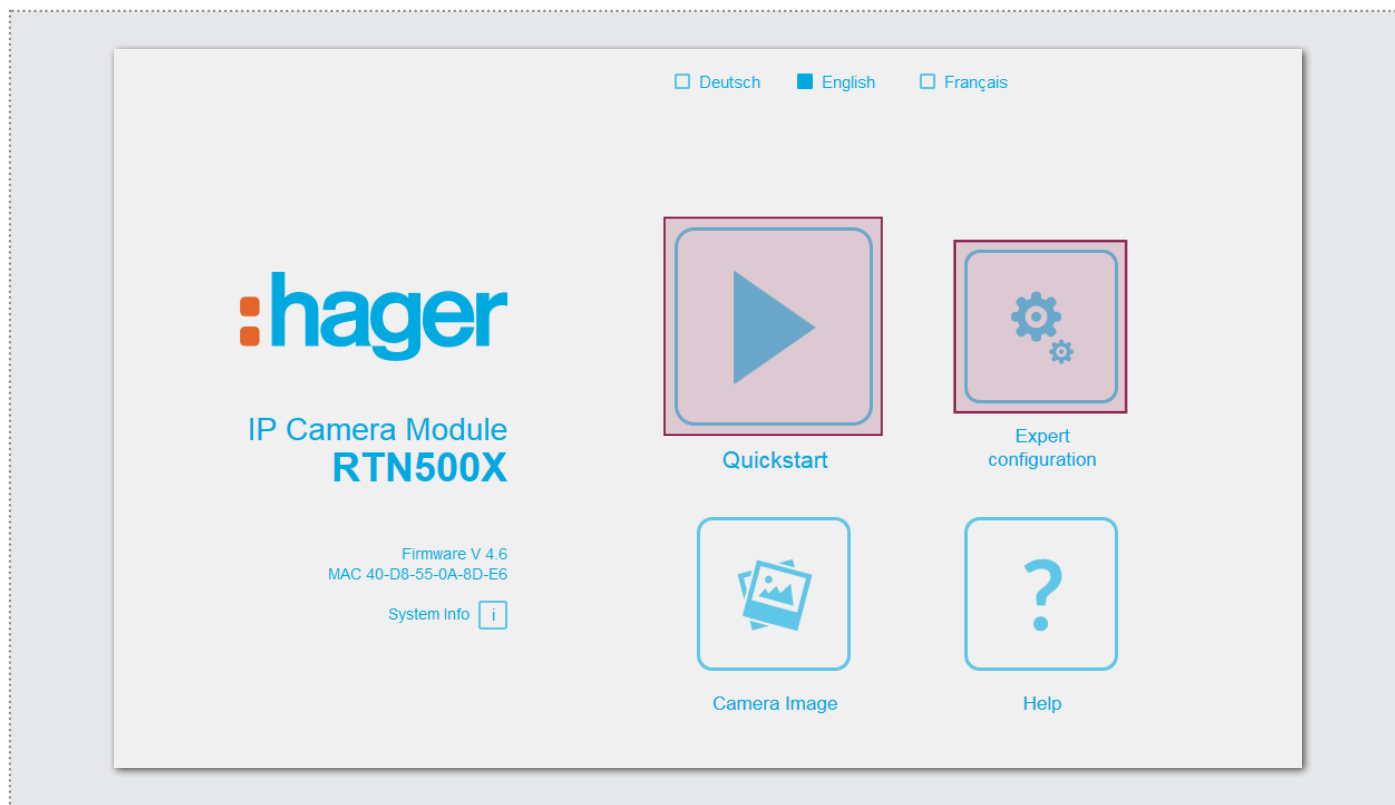 Deutsch English Français
:hager
IP Camera Module
RTN500X
Firmware V 4.6
MAC 40-D8-55-0A-8D-E6
System Info i
Quickstart
Expert
configuration
Camera Image
?
Help